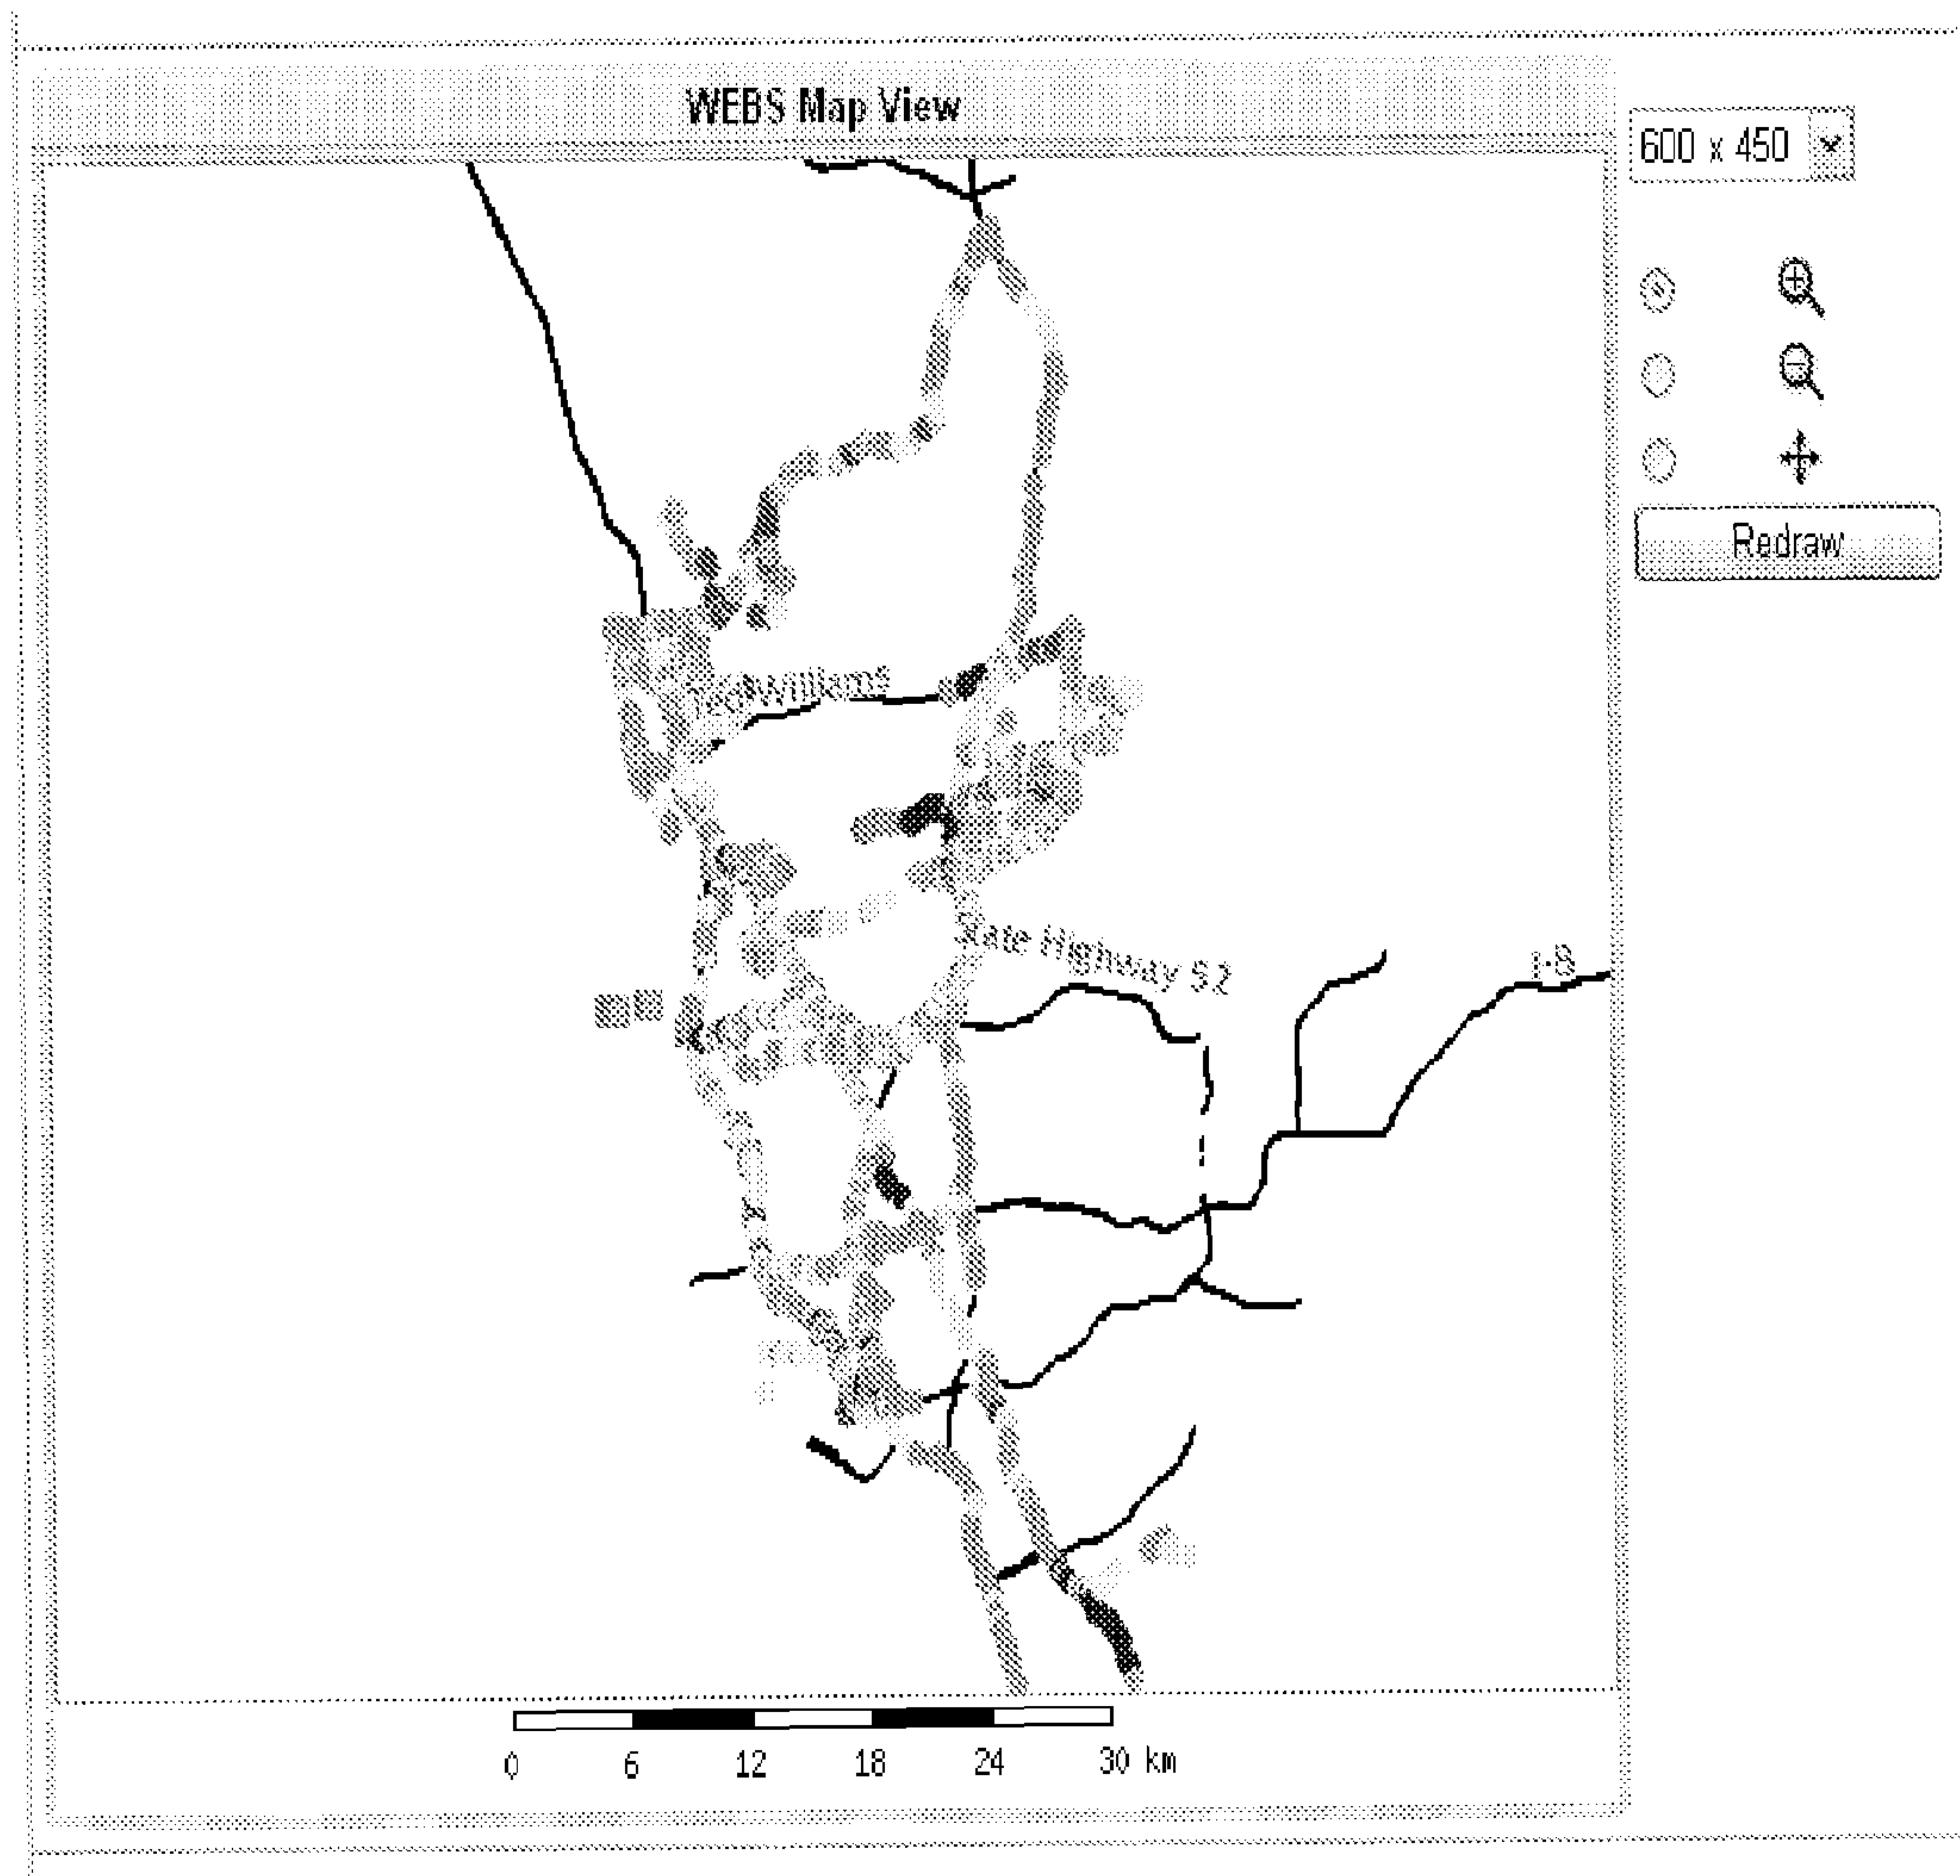 WEBS Map View
600 x 450
Redraw
Ted Williams
State Highway 52
I-8
0 6 12 18 24 30 km